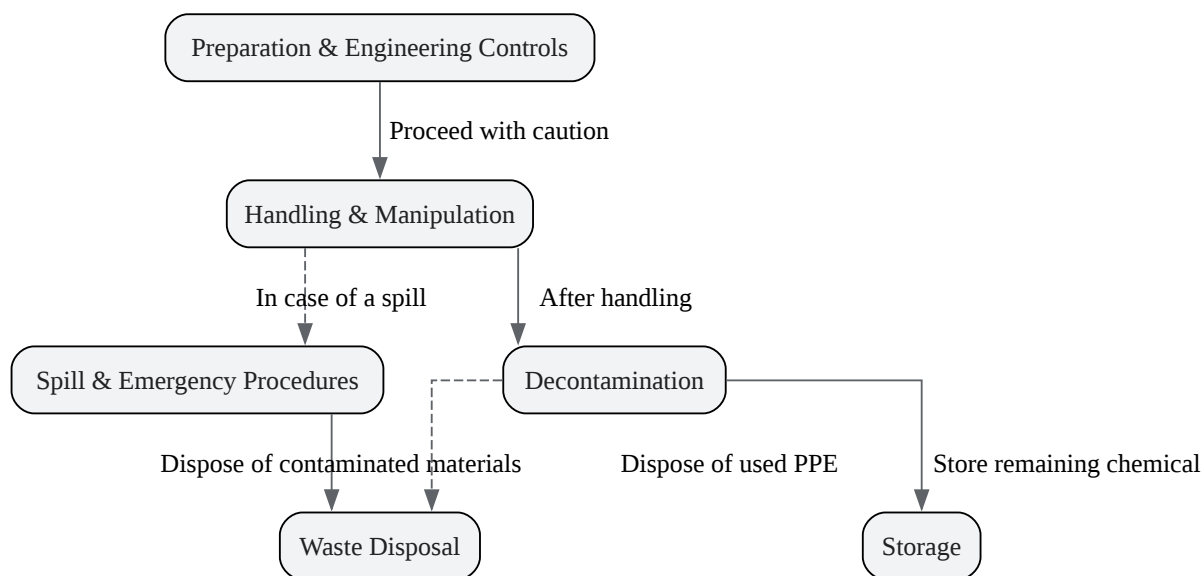 Preparation & Engineering Controls
Proceed with caution
Handling & Manipulation
In case of a spill
After handling
Spill & Emergency Procedures
Decontamination
Dispose of contaminated materials
Dispose of used PPE
Store remaining chemical
Waste Disposal
Storage